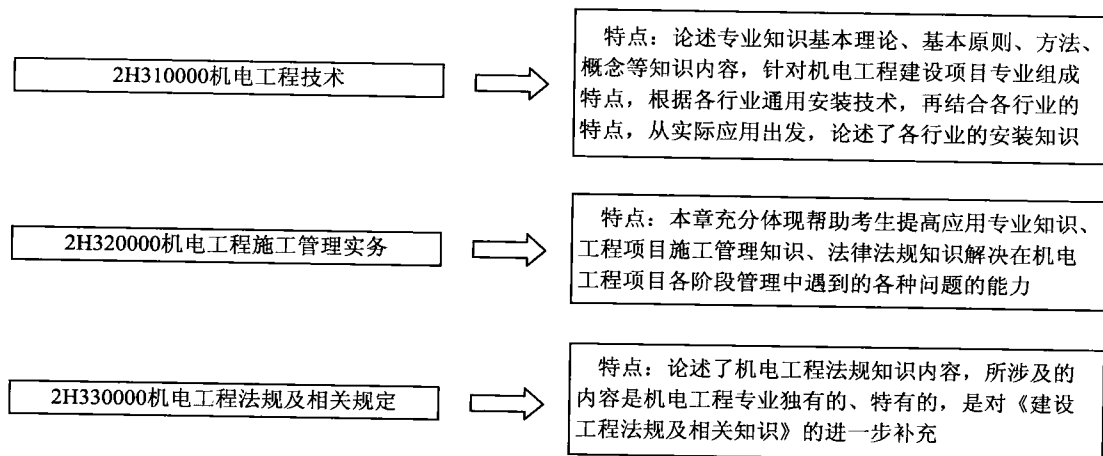 2H310000机电工程技术
特点：论述专业知识基本理论、基本原则、方法、
概念等知识内容，针对机电工程建设项目专业组成
特点，根据各行业通用安装技术，再结合各行业的
特点，从实际应用出发，论述了各行业的安装知识
2H320000机电工程施工管理实务
特点：本章充分体现帮助考生提高应用专业知识、
工程项目施工管理知识、法律法规知识解决在机电
工程项目各阶段管理中遇到的各种问题的能力
2H330000机电工程法规及相关规定
特点：论述了机电工程法规知识内容，所涉及的
内容是机电工程专业独有的、特有的，是对《建设
工程法规及相关知识》的进一步补充